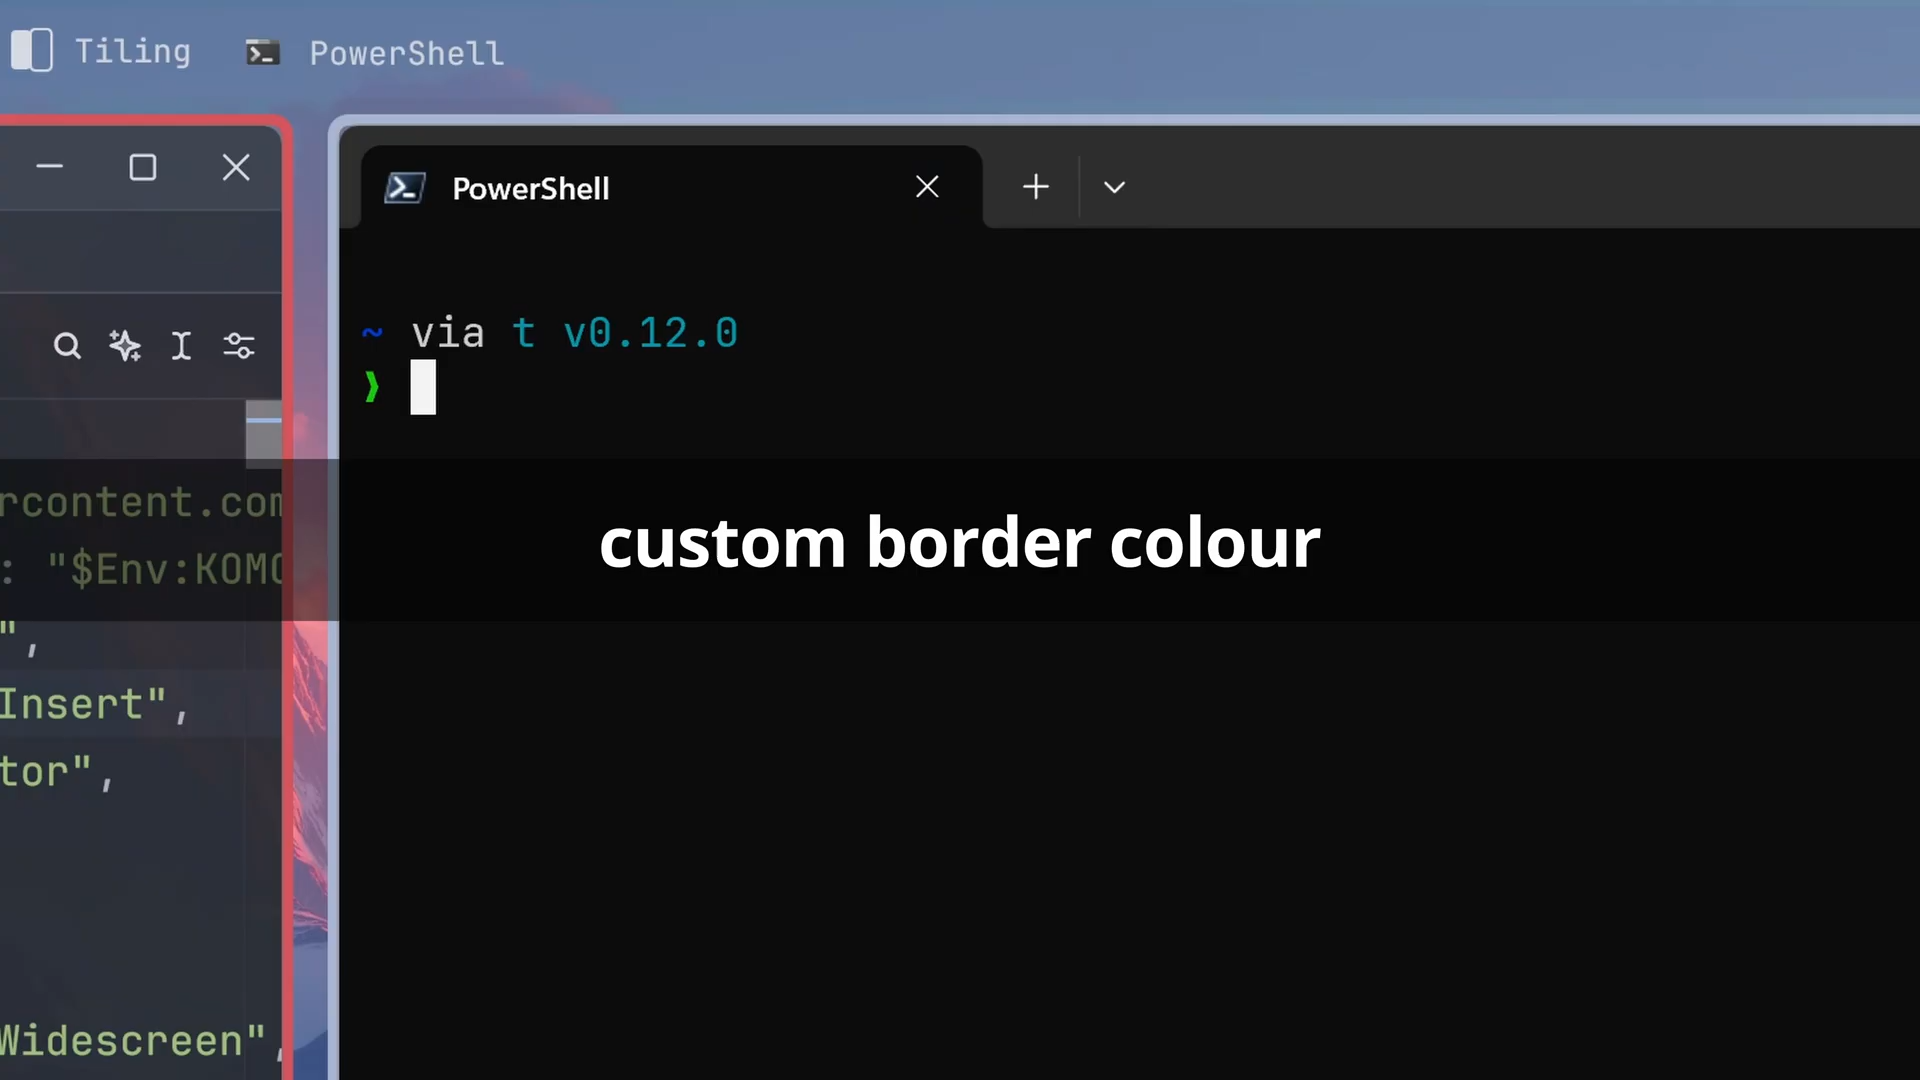 Tiling PowerShell
PowerShell
~ via t v0.12.0
❯
rcontent.com
: "$Env:KOMO
",
Insert",
tor",
Widescreen",
custom border colour